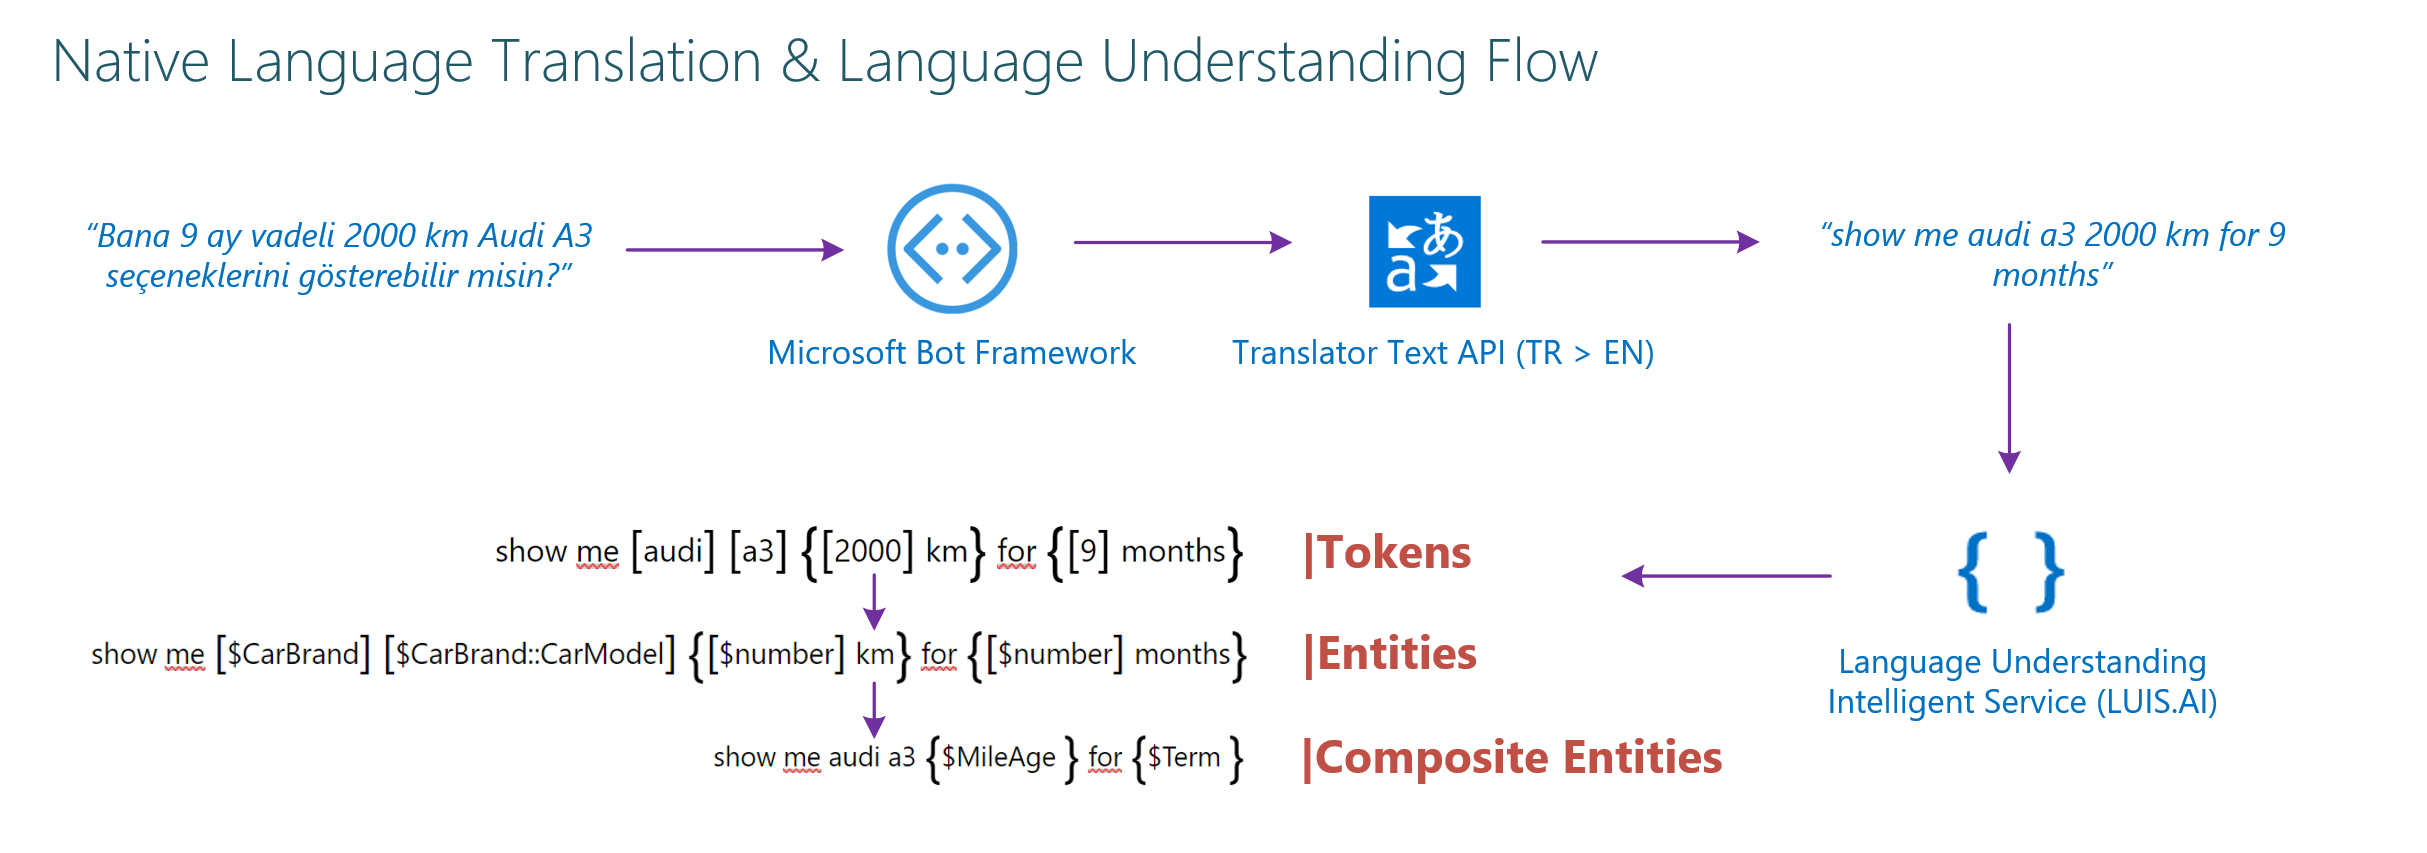 Native Language Translation & Language Understanding Flow
“Bana 9 ay vadeli 2000 km Audi A3
seçeneklerini gösterebilir misin?”
Microsoft Bot Framework
あ
a
Translator Text API (TR > EN)
“show me audi a3 2000 km for 9
months”
{ }
Language Understanding
Intelligent Service (LUIS.AI)
show me [audi] [a3] {[2000] km} for {[9] months}
|Tokens
show me [$CarBrand] [$CarBrand::CarModel] {[$number] km} for {[$number] months}
|Entities
show me audi a3 {$MileAge } for {$Term }
|Composite Entities